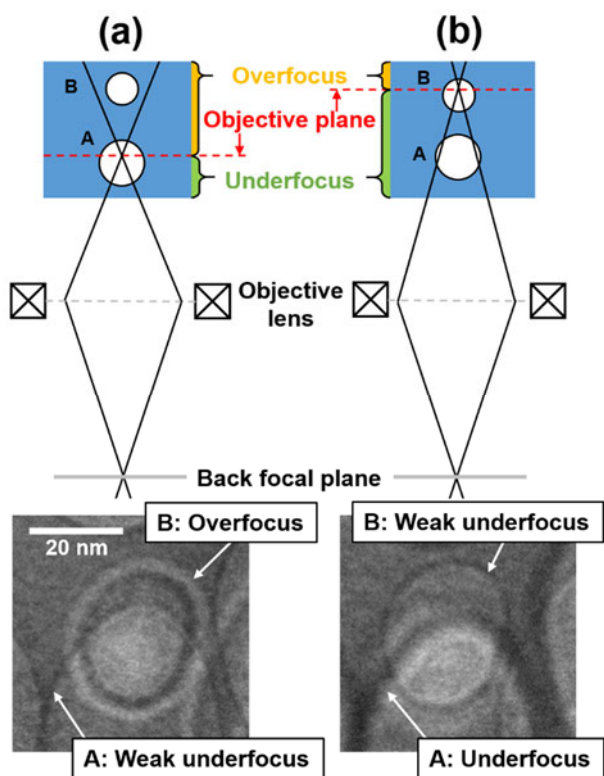 (a)
(b)
B
Overfocus
B
A
Objective plane
A
Underfocus
Objective
lens
Back focal plane
B: Overfocus
B: Weak underfocus
20 nm
A: Weak underfocus
A: Underfocus